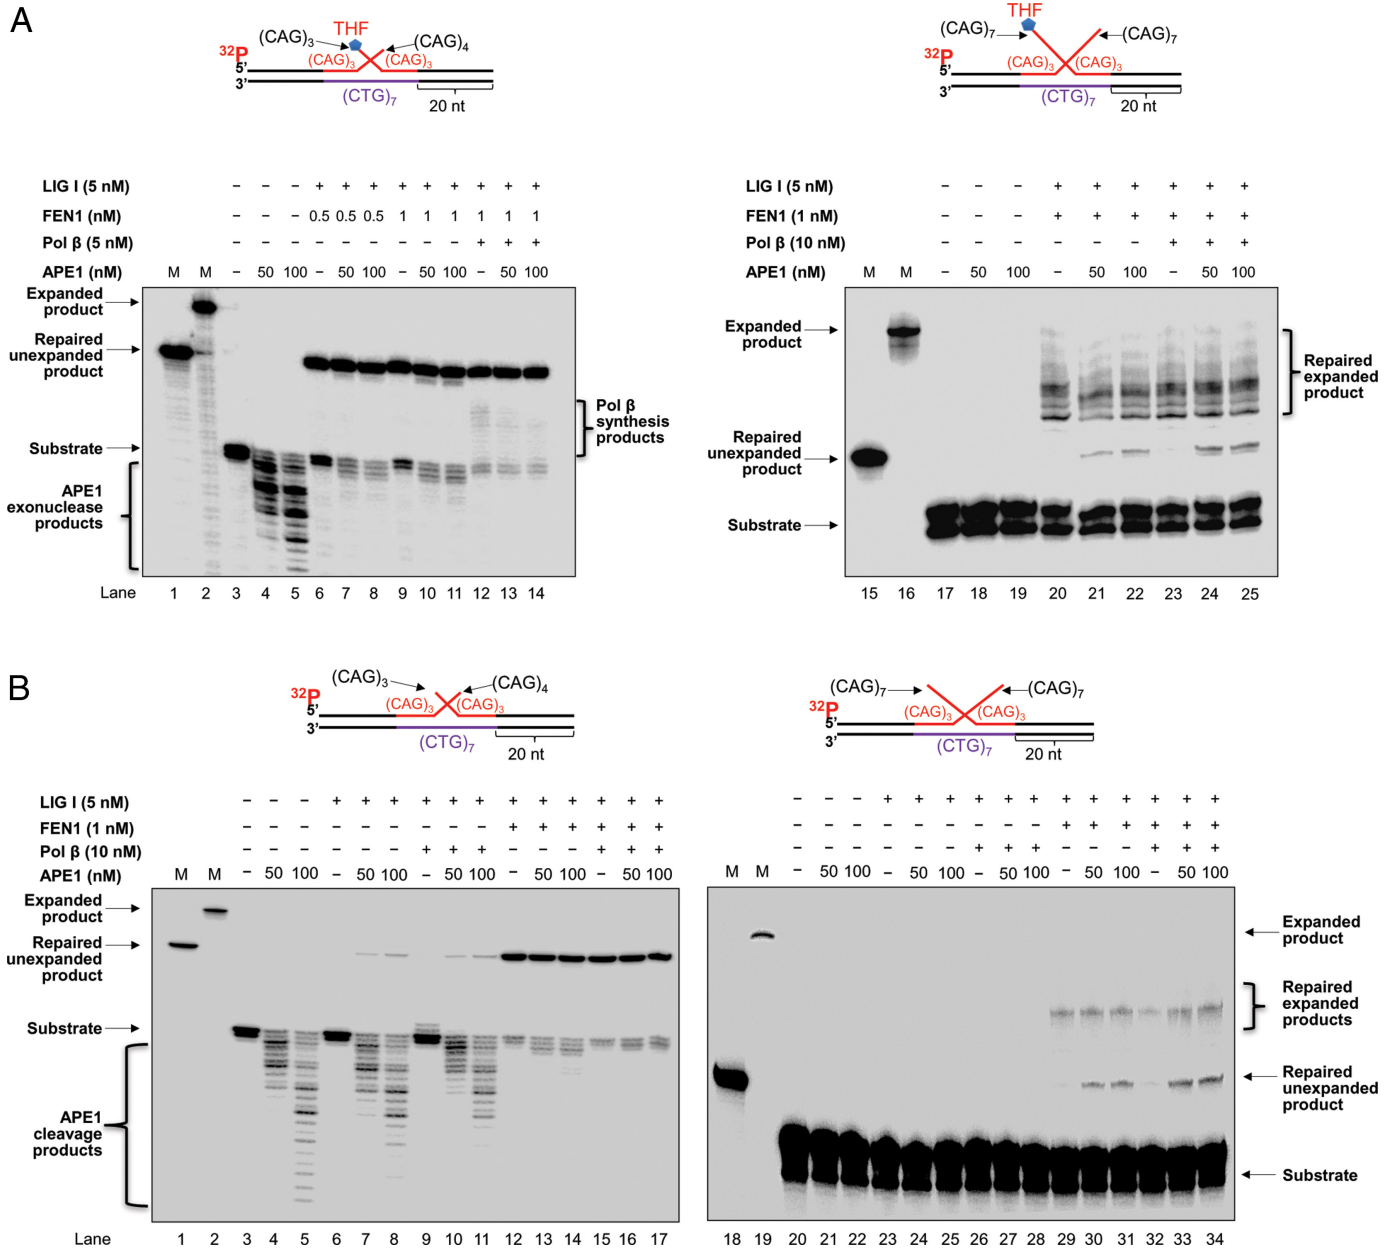 A
THF
(CAG)3
(CAG)4
32P
(CAG)3 (CAG)3
5'
3'
(CTG)7
20 nt
LIG I (5 nM) – – – + + + + + + + + +
FEN1 (nM) – – – 0.5 0.5 0.5 1 1 1 1 1 1
Pol β (5 nM) – – – – – – – – – + + +
APE1 (nM) M M – 50 100 – 50 100 – 50 100 – 50 100
Expanded
product
Repaired
unexpanded
product
Substrate
APE1
exonuclease
products
Pol β
synthesis
products
Lane 1 2 3 4 5 6 7 8 9 10 11 12 13 14
THF
(CAG)7
(CAG)7
32P
(CAG)3 (CAG)3
5'
3'
(CTG)7
20 nt
LIG I (5 nM) – – – + + + + + +
FEN1 (1 nM) – – – + + + + + +
Pol β (10 nM) – – – – – – + + +
APE1 (nM) M M – 50 100 – 50 100 – 50 100
Expanded
product
Repaired
unexpanded
product
Substrate
Repaired
expanded
product
15 16 17 18 19 20 21 22 23 24 25
B
(CAG)3
(CAG)4
32P
(CAG)3 (CAG)3
5'
3'
(CTG)7
20 nt
LIG I (5 nM) – – – + + + + + + + + + + + +
FEN1 (1 nM) – – – – – – – – – + + + + + +
Pol β (10 nM) – – – – – – + + + – – – + + +
APE1 (nM) M M – 50 100 – 50 100 – 50 100 – 50 100 – 50 100
Expanded
product
Repaired
unexpanded
product
Substrate
APE1
cleavage
products
Lane 1 2 3 4 5 6 7 8 9 10 11 12 13 14 15 16 17
(CAG)7
(CAG)7
32P
(CAG)3 (CAG)3
5'
3'
(CTG)7
20 nt
– – – + + + + + + + + + + + +
– – – – – – – – – + + + + + +
– – – – – – + + + – – – + + +
M M – 50 100 – 50 100 – 50 100 – 50 100 – 50 100
Expanded
product
Repaired
expanded
products
Repaired
unexpanded
product
Substrate
18 19 20 21 22 23 24 25 26 27 28 29 30 31 32 33 34